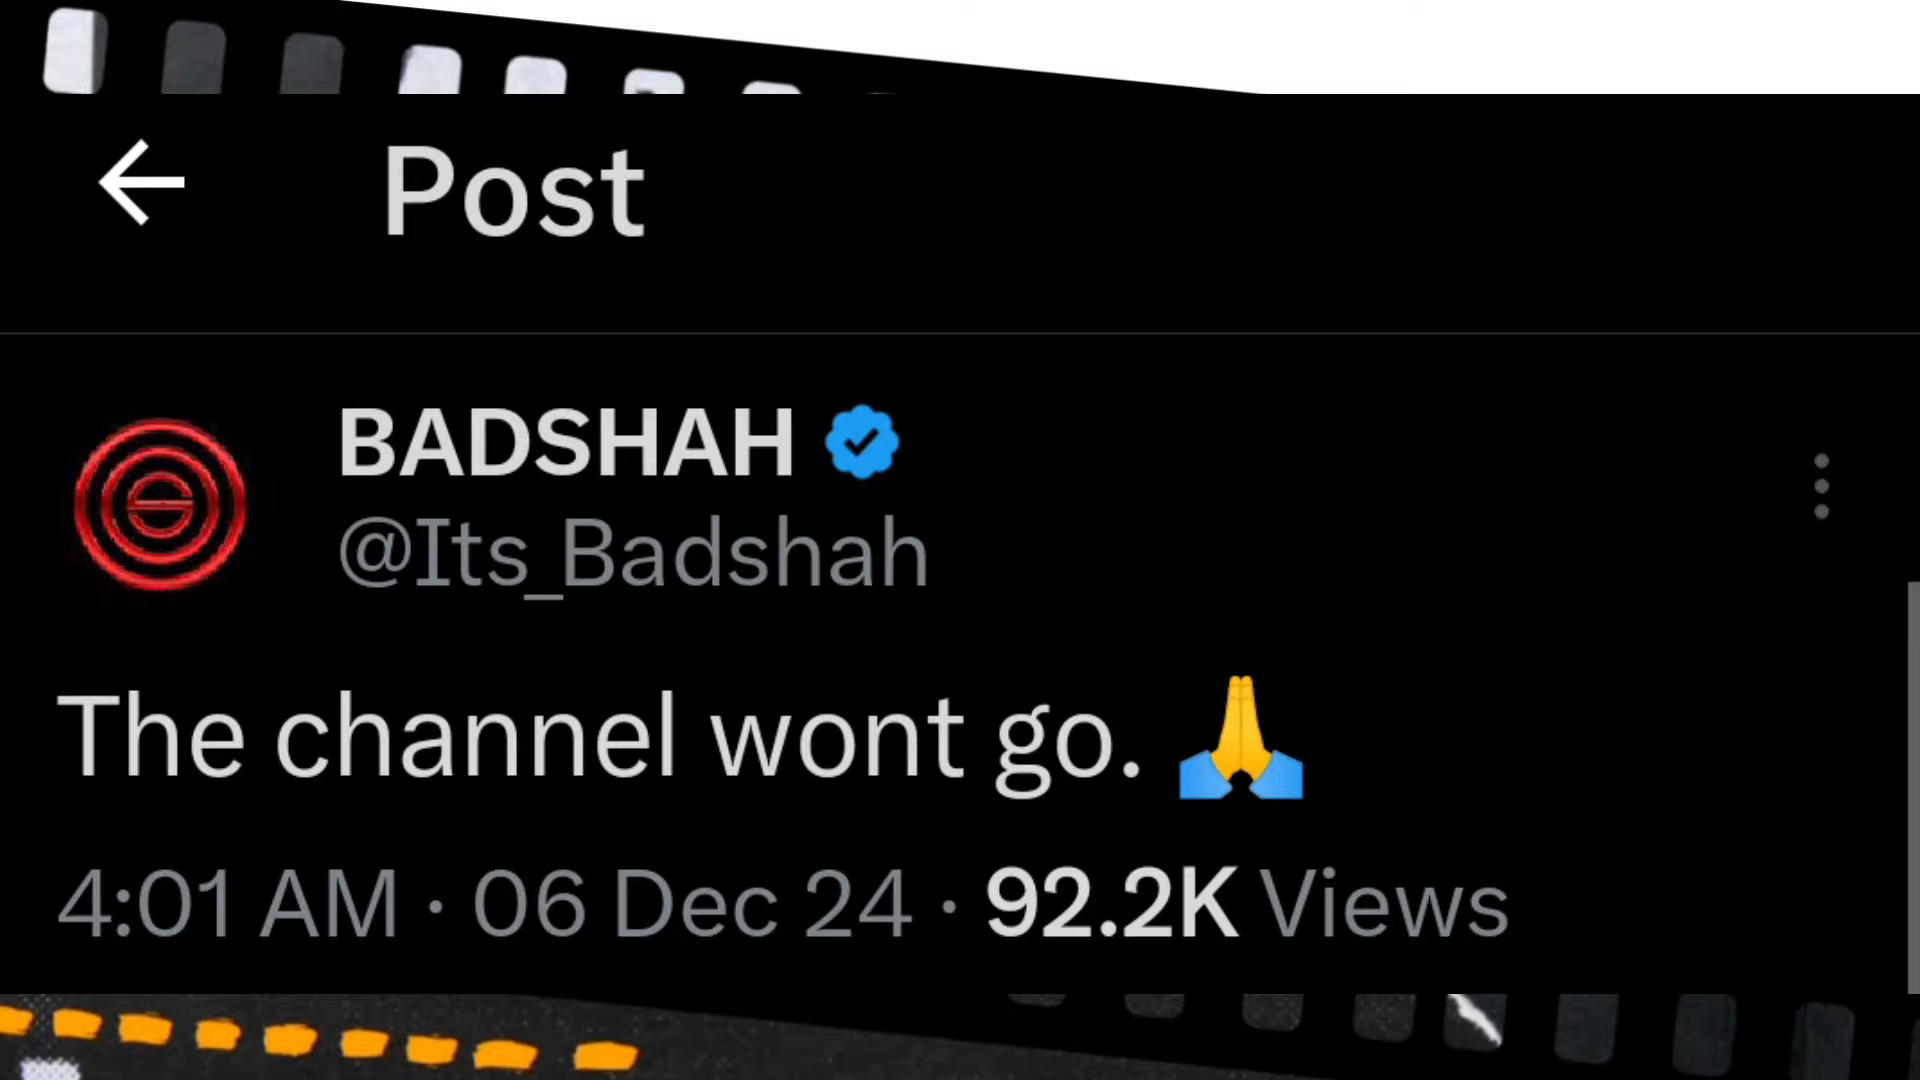 Post
BADSHAH
@Its_Badshah
The channel wont go. 🙏
4:01 AM · 06 Dec 24 · 92.2K Views